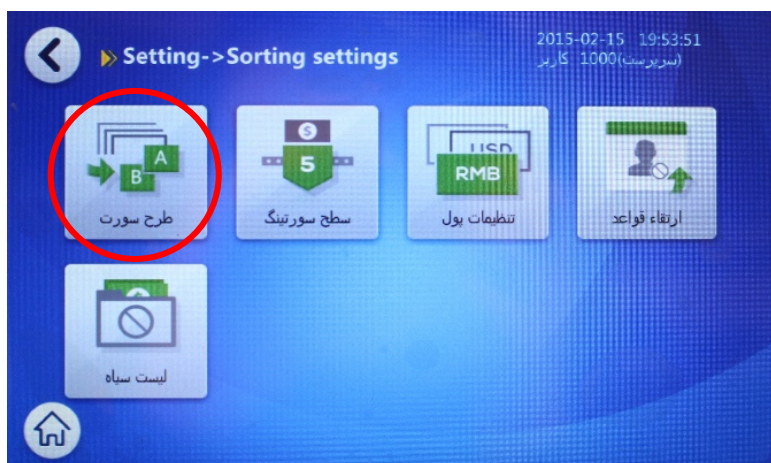 Setting->Sorting settings
2015-02-15 19:53:51
کاربر 1000(سرپرست)
A
B
طرح سورت
$
5
سطح سورتینگ
USD
RMB
تنظیمات پول
ارتقاء قواعد
لیست سیاه